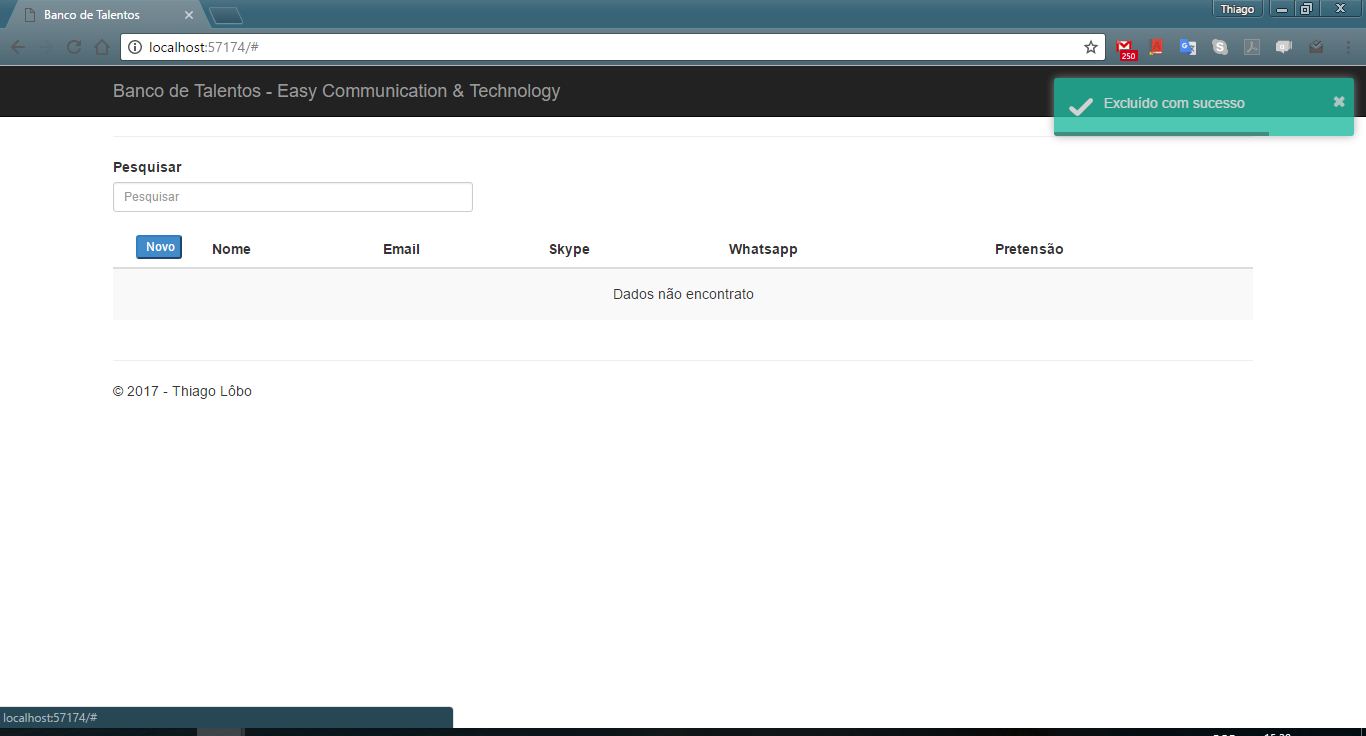 Banco de Talentos
Thiago
localhost:57174/#
250
Banco de Talentos - Easy Communication & Technology
Excluído com sucesso
Pesquisar
Pesquisar
Novo Nome Email Skype Whatsapp Pretensão
Dados não encontrato
© 2017 - Thiago Lôbo
localhost:57174/#